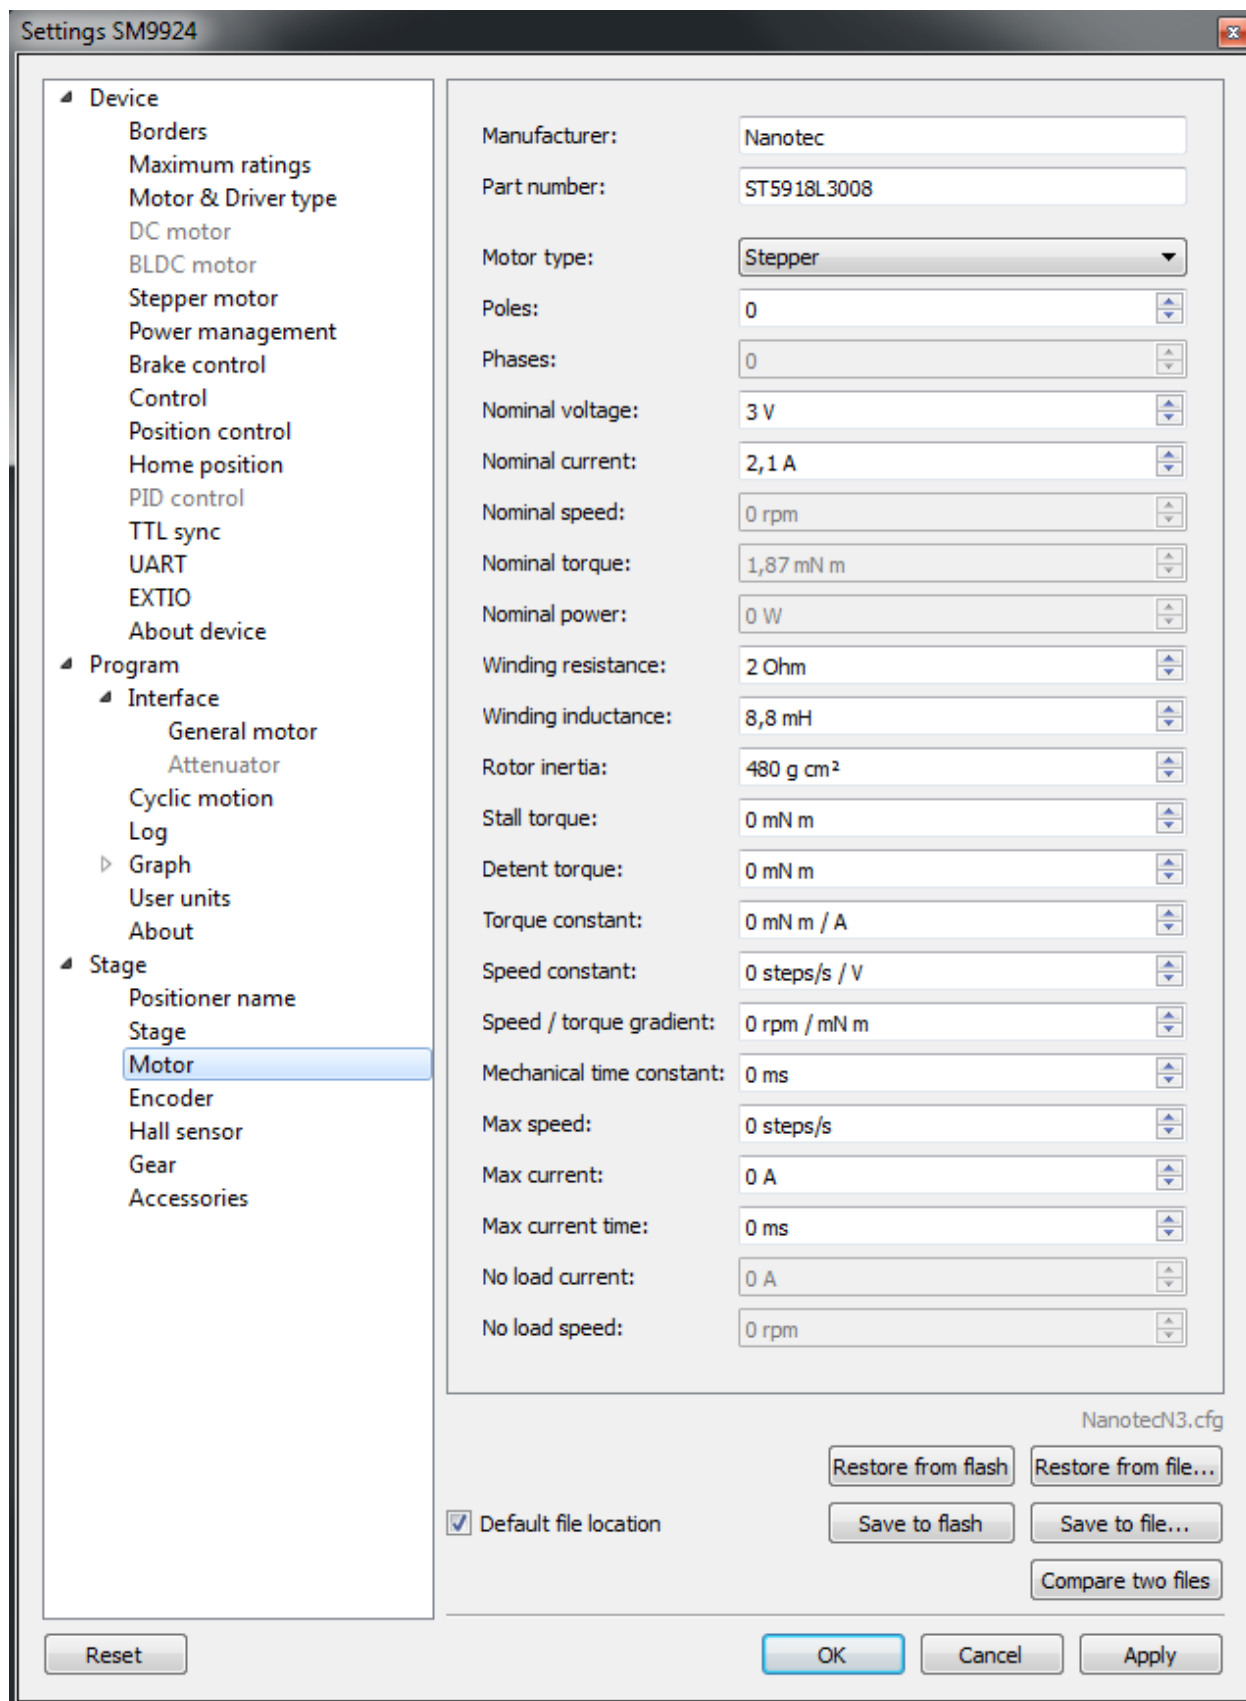 Settings SM9924
Device
Borders
Maximum ratings
Motor & Driver type
DC motor
BLDC motor
Stepper motor
Power management
Brake control
Control
Position control
Home position
PID control
TTL sync
UART
EXTIO
About device
Program
Interface
General motor
Attenuator
Cyclic motion
Log
Graph
User units
About
Stage
Positioner name
Stage
Motor
Encoder
Hall sensor
Gear
Accessories
Manufacturer: Nanotec
Part number: ST5918L3008
Motor type: Stepper
Poles: 0
Phases: 0
Nominal voltage: 3 V
Nominal current: 2,1 A
Nominal speed: 0 rpm
Nominal torque: 1,87 mN m
Nominal power: 0 W
Winding resistance: 2 Ohm
Winding inductance: 8,8 mH
Rotor inertia: 480 g cm²
Stall torque: 0 mN m
Detent torque: 0 mN m
Torque constant: 0 mN m / A
Speed constant: 0 steps/s / V
Speed / torque gradient: 0 rpm / mN m
Mechanical time constant: 0 ms
Max speed: 0 steps/s
Max current: 0 A
Max current time: 0 ms
No load current: 0 A
No load speed: 0 rpm
NanotecN3.cfg
Restore from flash Restore from file...
Default file location Save to flash Save to file...
Compare two files
Reset OK Cancel Apply